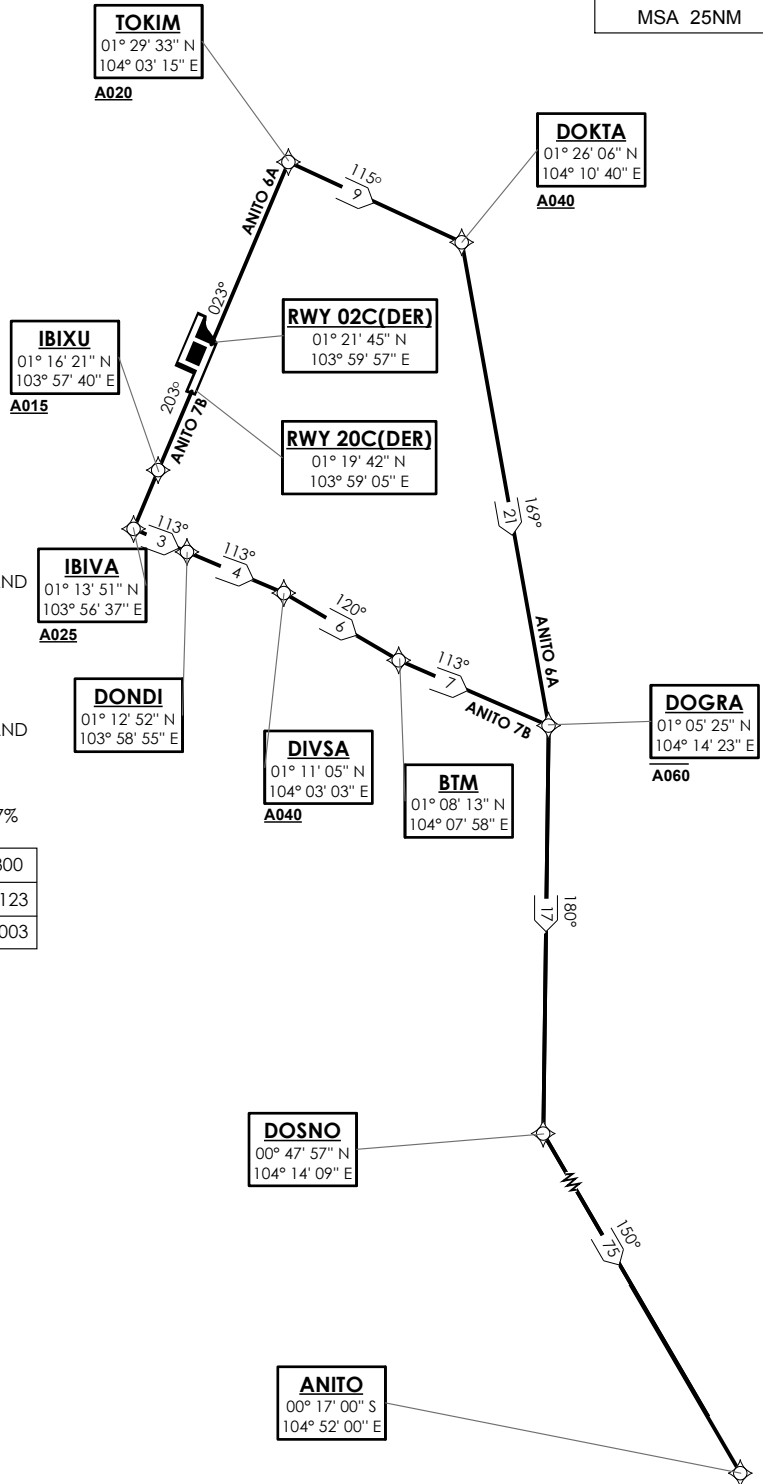 MSA 25NM
TOKIM
01° 29' 33" N
104° 03' 15" E
A020
DOKTA
01° 26' 06" N
104° 10' 40" E
A040
115°
9
ANITO 6A
023°
RWY 02C(DER)
01° 21' 45" N
103° 59' 57" E
IBIXU
01° 16' 21" N
103° 57' 40" E
A015
203°
ANITO 7B
RWY 20C(DER)
01° 19' 42" N
103° 59' 05" E
169°
21
ANITO 6A
113°
3
113°
4
120°
6
113°
7
ANITO 7B
AND
IBIVA
01° 13' 51" N
103° 56' 37" E
A025
DONDI
01° 12' 52" N
103° 58' 55" E
AND
DIVSA
01° 11' 05" N
104° 03' 03" E
A040
BTM
01° 08' 13" N
104° 07' 58" E
DOGRA
01° 05' 25" N
104° 14' 23" E
A060
7%
300
123
003
180°
17
DOSNO
00° 47' 57" N
104° 14' 09" E
150°
75
ANITO
00° 17' 00" S
104° 52' 00" E